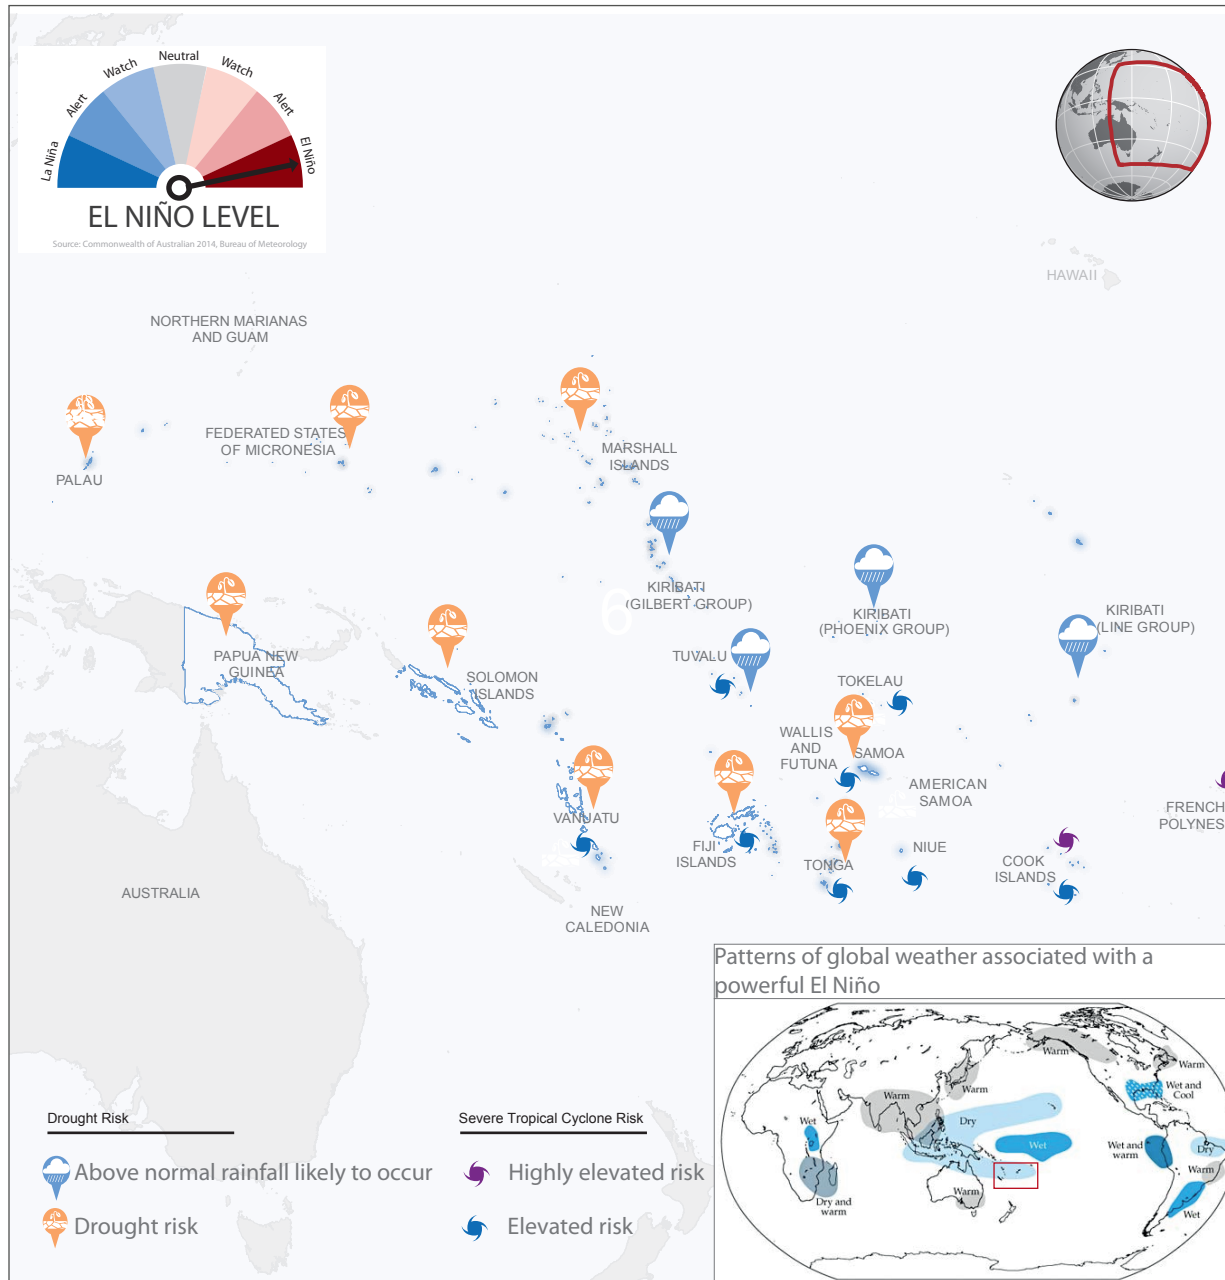 Neutral
Watch
Watch
Alert
Alert
La Niña
El Niño
EL NIÑO LEVEL
Source: Commonwealth of Australian 2014, Bureau of Meteorology
HAWAII
NORTHERN MARIANAS
AND GUAM
FEDERATED STATES
OF MICRONESIA
PALAU
MARSHALL
ISLANDS
KIRIBATI
(GILBERT GROUP)
6
KIRIBATI
(PHOENIX GROUP)
KIRIBATI
(LINE GROUP)
PAPUA NEW
GUINEA
SOLOMON
ISLANDS
TUVALU
TOKELAU
WALLIS
AND
FUTUNA
SAMOA
AMERICAN
SAMOA
VANUATU
FIJI
ISLANDS
TONGA
NIUE
COOK
ISLANDS
FRENCH
POLYNES
AUSTRALIA
NEW
CALEDONIA
Patterns of global weather associated with a
powerful El Niño
Warm
Warm
Warm
Warm
Wet and
Cool
Dry
Wet
Wet
Wet and
warm
Dry
Warm
Warm
Dry and
warm
Wet
Drought Risk
Above normal rainfall likely to occur
Drought risk
Severe Tropical Cyclone Risk
Highly elevated risk
Elevated risk